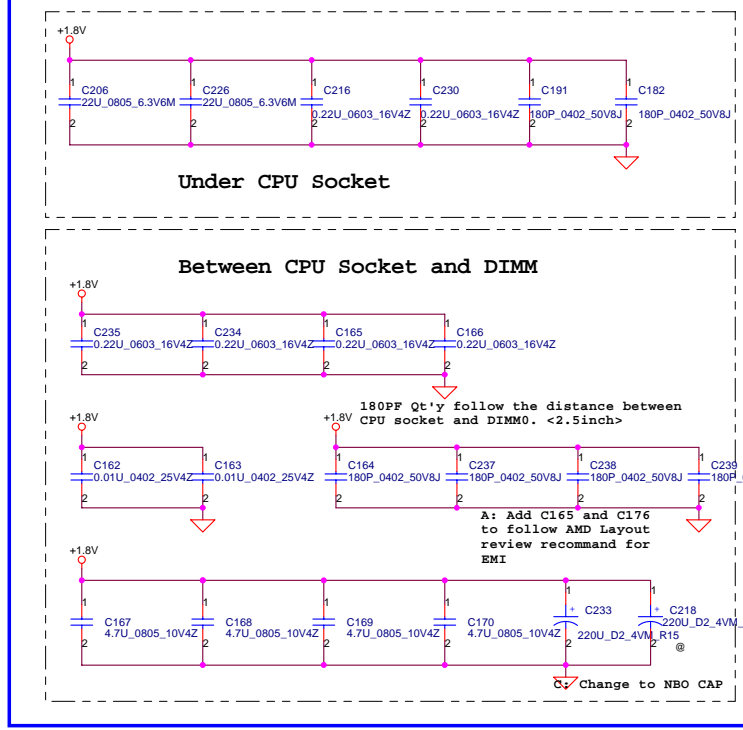 +1.8V
1 1 1 1 1 1
C206 C226 C216 C230 C191 C182
22U_0805_6.3V6M 22U_0805_6.3V6M 0.22U_0603_16V4Z 0.22U_0603_16V4Z 180P_0402_50V8J 180P_0402_50V8J
2 2 2 2 2 2
Under CPU Socket
Between CPU Socket and DIMM
+1.8V
1 1 1 1
C235 C234 C165 C166
0.22U_0603_16V4Z 0.22U_0603_16V4Z 0.22U_0603_16V4Z 0.22U_0603_16V4Z
2 2 2 2
180PF Qt'y follow the distance between
CPU socket and DIMM0. <2.5inch>
+1.8V +1.8V
1 1 1 1 1 1
C162 C163 C164 C237 C238 C239
0.01U_0402_25V4Z 0.01U_0402_25V4Z 180P_0402_50V8J 180P_0402_50V8J 180P_0402_50V8J 180P_
2 2 2 2 2 2
A: Add C165 and C176
to follow AMD Layout
review recommand for
EMI
+1.8V
1 1 1 1 1 1
C167 C168 C169 C170 + C233 + C218
4.7U_0805_10V4Z 4.7U_0805_10V4Z 4.7U_0805_10V4Z 4.7U_0805_10V4Z 220U_D2_4VM_R15 220U_D2_4VM_
2 2 2 2 2 2
@
C: Change to NBO CAP